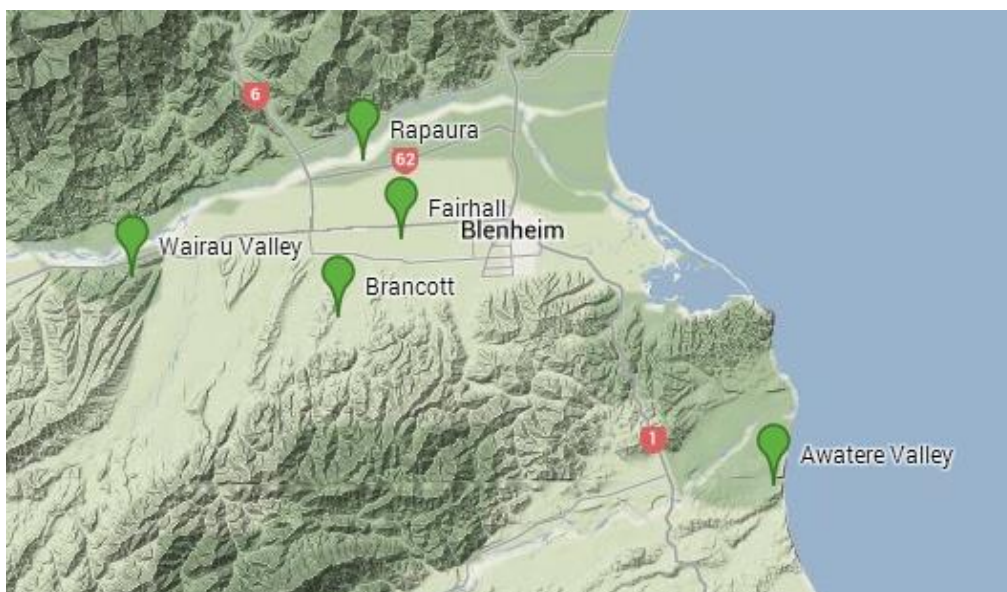 6
Rapaura
62
Fairhall
Blenheim
Wairau Valley
Brancott
1
Awatere Valley